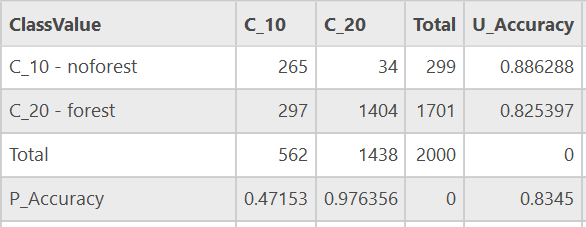 ClassValue C_10 C_20 Total U_Accuracy
C_10 - noforest 265 34 299 0.886288
C_20 - forest 297 1404 1701 0.825397
Total 562 1438 2000 0
P_Accuracy 0.47153 0.976356 0 0.8345